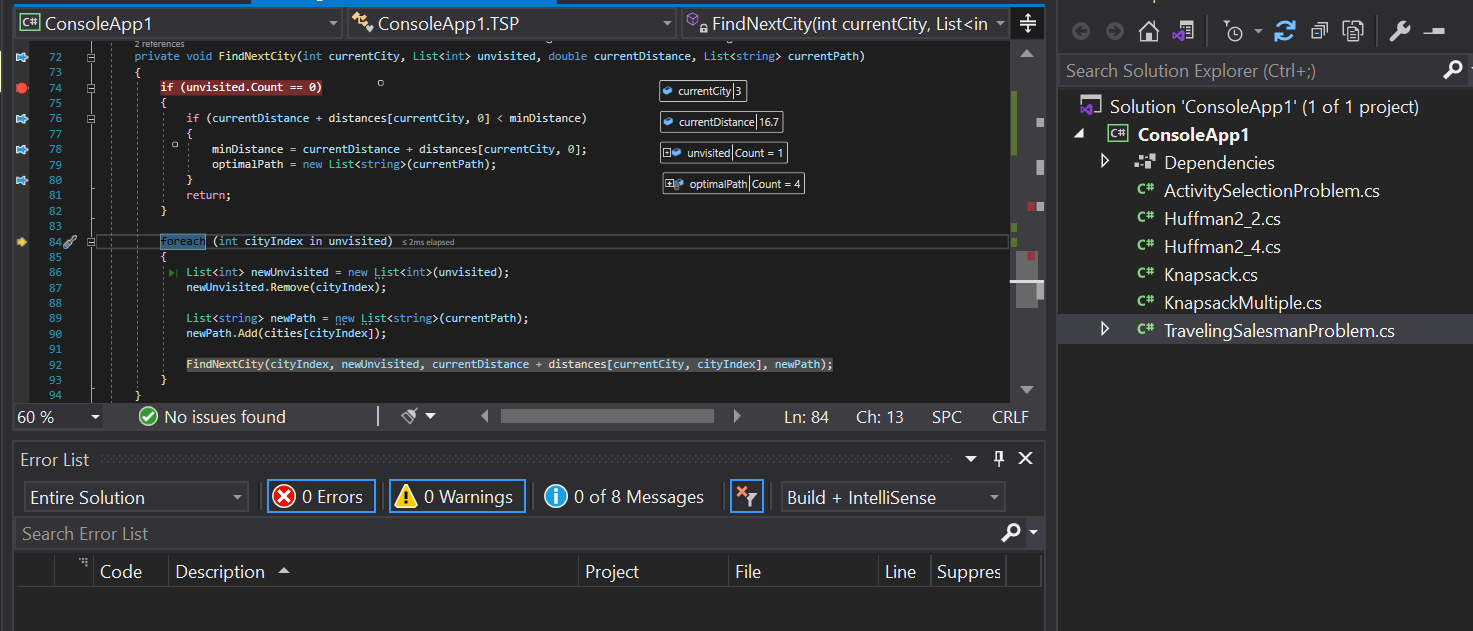 C# ConsoleApp1
ConsoleApp1.TSP
FindNextCity(int currentCity, List<in
2 references
72 private void FindNextCity(int currentCity, List<int> unvisited, double currentDistance, List<string> currentPath)
73 {
74 if (unvisited.Count == 0)
75 {
76 if (currentDistance + distances[currentCity, 0] < minDistance)
77 {
78 minDistance = currentDistance + distances[currentCity, 0];
79 optimalPath = new List<string>(currentPath);
80 }
81 return;
82 }
83
84 foreach (int cityIndex in unvisited) ≤ 2ms elapsed
85 {
86 List<int> newUnvisited = new List<int>(unvisited);
87 newUnvisited.Remove(cityIndex);
88
89 List<string> newPath = new List<string>(currentPath);
90 newPath.Add(cities[cityIndex]);
91
92 FindNextCity(cityIndex, newUnvisited, currentDistance + distances[currentCity, cityIndex], newPath);
93 }
94 }
currentCity 3
currentDistance 16.7
unvisited Count = 1
optimalPath Count = 4
60 %
No issues found
Ln: 84
Ch: 13
SPC
CRLF
Error List
Entire Solution
0 Errors
0 Warnings
0 of 8 Messages
Build + IntelliSense
Search Error List
Code
Description
Project
File
Line
Suppres
Search Solution Explorer (Ctrl+;)
Solution 'ConsoleApp1' (1 of 1 project)
C# ConsoleApp1
Dependencies
C# ActivitySelectionProblem.cs
C# Huffman2_2.cs
C# Huffman2_4.cs
C# Knapsack.cs
C# KnapsackMultiple.cs
C# TravelingSalesmanProblem.cs